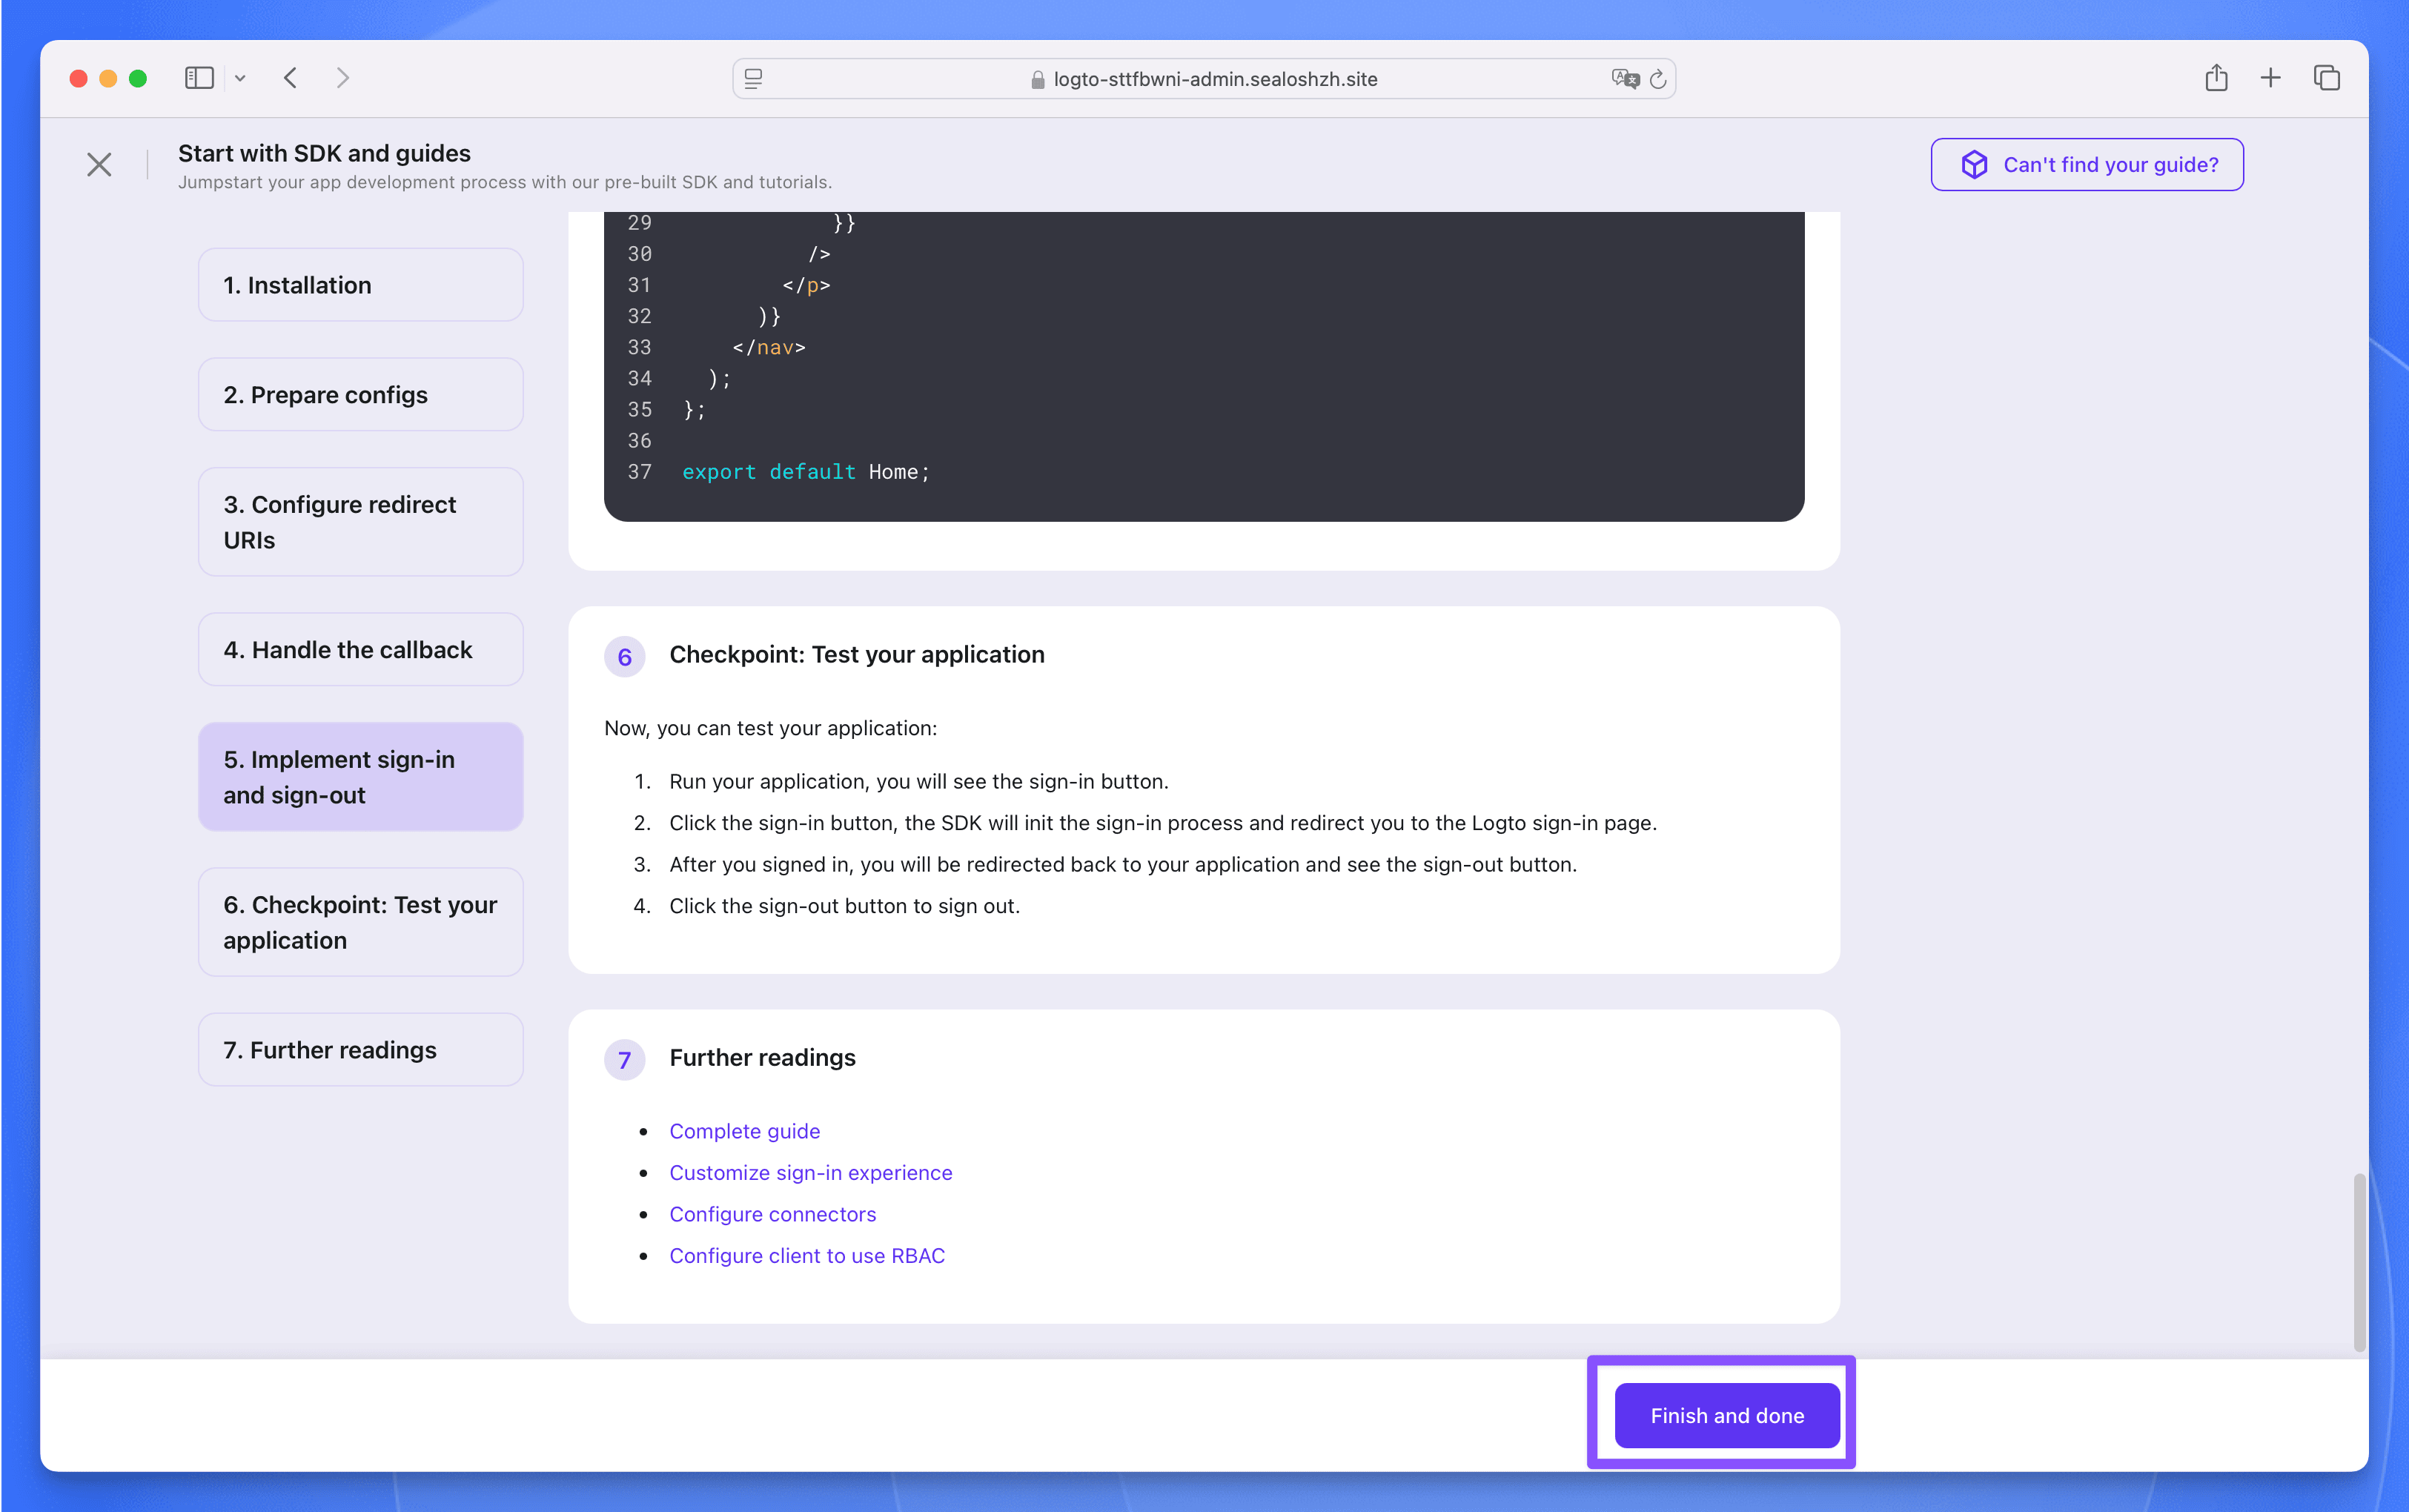 logto-sttfbwni-admin.sealoshzh.site
Start with SDK and guides
Jumpstart your app development process with our pre-built SDK and tutorials.
Can't find your guide?
1. Installation
2. Prepare configs
3. Configure redirect
URIs
4. Handle the callback
5. Implement sign-in
and sign-out
6. Checkpoint: Test your
application
7. Further readings
29 }}
30 />
31 </p>
32 )}
33 </nav>
34 );
35 };
36
37 export default Home;
6 Checkpoint: Test your application
Now, you can test your application:
1. Run your application, you will see the sign-in button.
2. Click the sign-in button, the SDK will init the sign-in process and redirect you to the Logto sign-in page.
3. After you signed in, you will be redirected back to your application and see the sign-out button.
4. Click the sign-out button to sign out.
7 Further readings
• Complete guide
• Customize sign-in experience
• Configure connectors
• Configure client to use RBAC
Finish and done